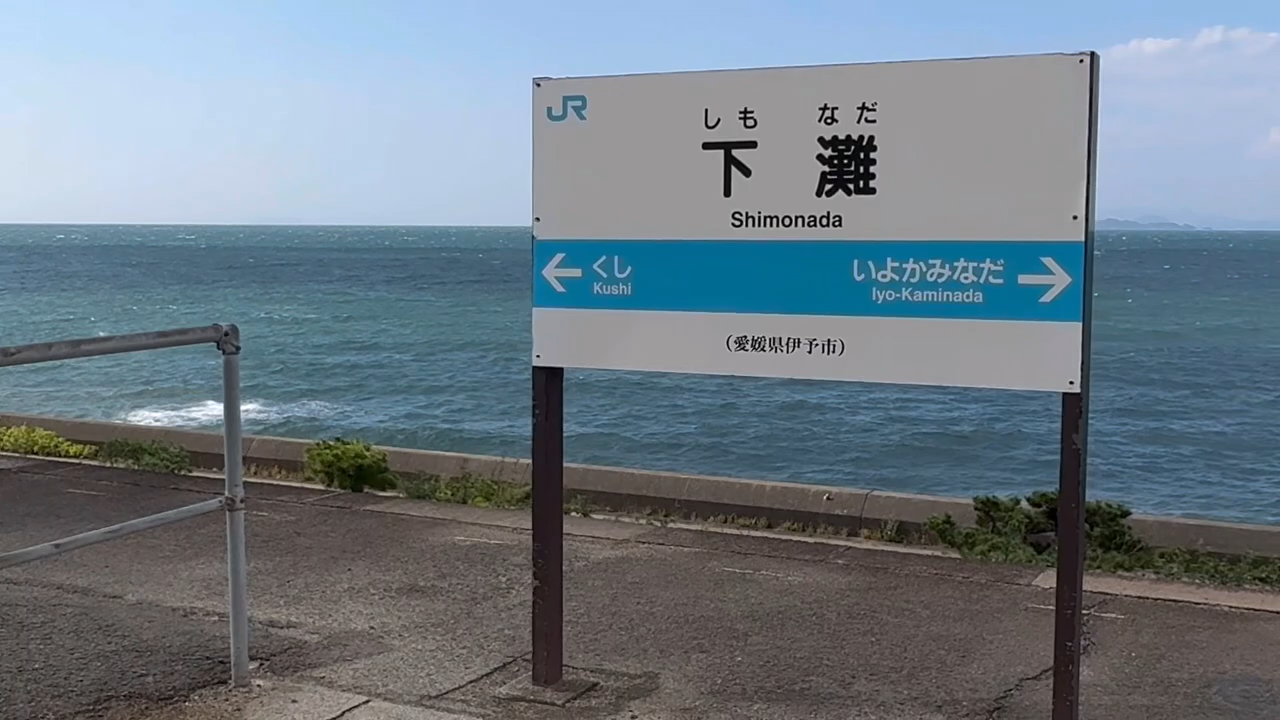 JR
しも なだ
下 灘
Shimonada
← くし いよかみなだ →
Kushi Iyo-Kaminada
（愛媛県伊予市）